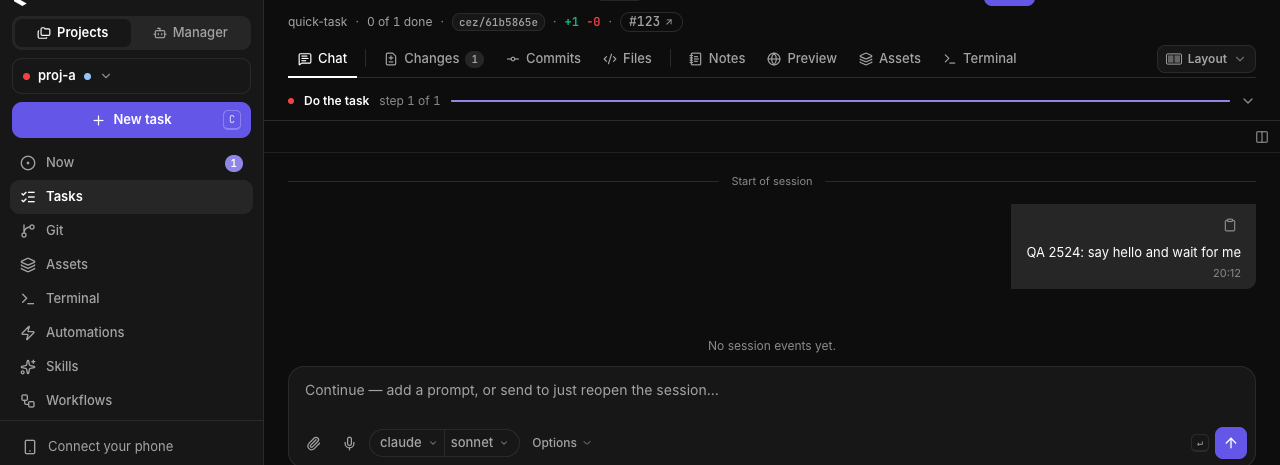 Projects
Manager
proj-a
New task
C
Now
1
Tasks
Git
Assets
Terminal
Automations
Skills
Workflows
Connect your phone
quick-task · 0 of 1 done · cez/61b5865e · +1 -0 · #123 ↗
Chat
Changes 1
Commits
Files
Notes
Preview
Assets
Terminal
Layout
Do the task step 1 of 1
Start of session
QA 2524: say hello and wait for me
20:12
No session events yet.
Continue — add a prompt, or send to just reopen the session...
claude
sonnet
Options